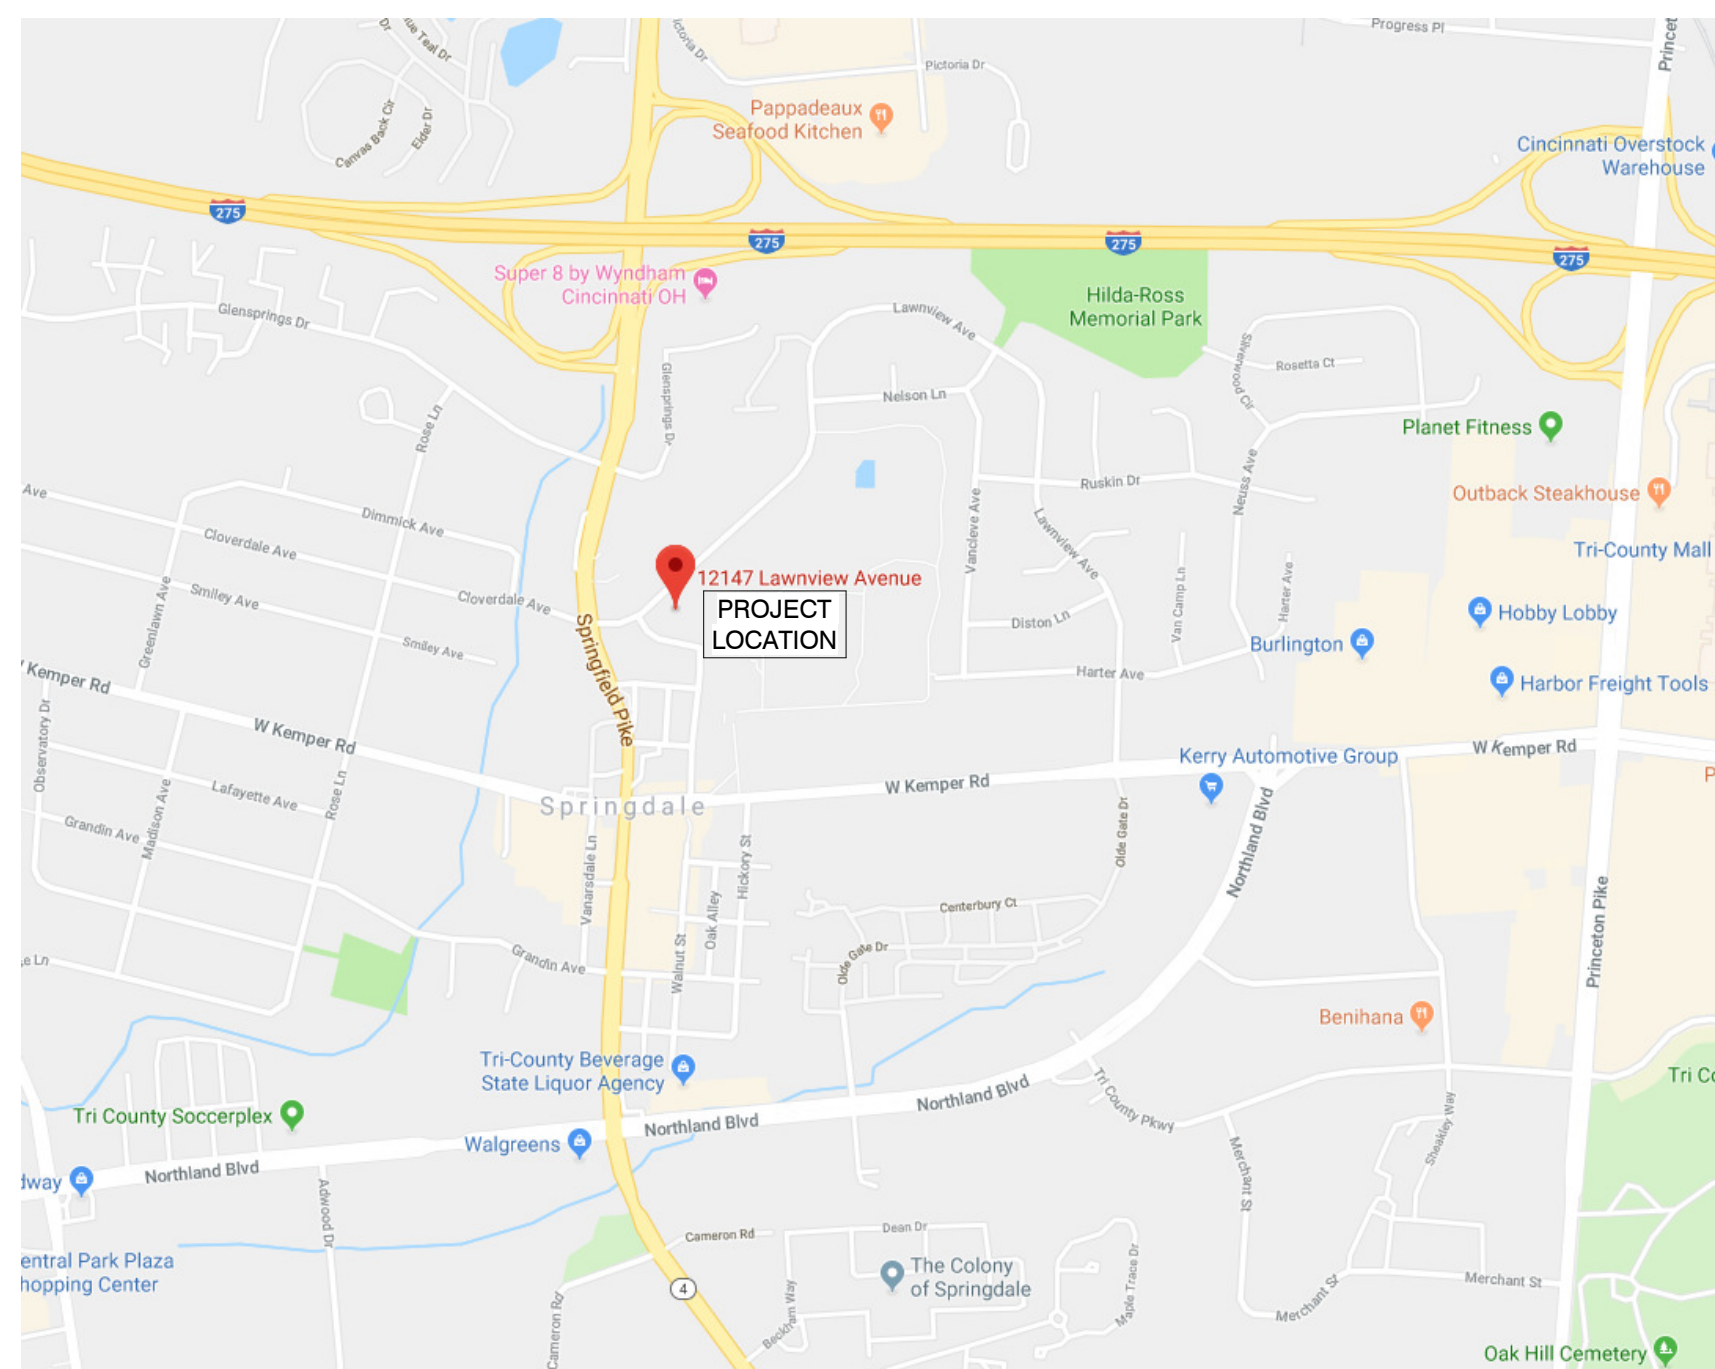 Progress Pl
Pictoria Dr
Pappadeaux
Seafood Kitchen
Canvas Back Cir
Eider Dr
Cincinnati Overstock
Warehouse
275
275
275
275
Super 8 by Wyndham
Cincinnati OH
Hilda-Ross
Memorial Park
Glensprings Dr
Lawnview Ave
Silverwood Cir
Rosetta Ct
Glensprings Dr
Nelson Ln
Rose Ln
Planet Fitness
Ruskin Dr
Neuss Ave
Outback Steakhouse
Ave
Dimmick Ave
Cloverdale Ave
Vancleve Ave
Lawnview Ave
Tri-County Mall
12147 Lawnview Avenue
PROJECT
LOCATION
Smiley Ave
Cloverdale Ave
Greenlawn Ave
Smiley Ave
Springfield Pike
Diston Ln
Van Camp Ln
Harter Ave
Hobby Lobby
Burlington
Harter Ave
Harbor Freight Tools
Kemper Rd
W Kemper Rd
Observatory Dr
W Kemper Rd
Kerry Automotive Group
W Kemper Rd
Lafayette Ave
Rose Ln
Madison Ave
Grandin Ave
Springdale
Olde Gate Dr
Northland Blvd
Vanarsdale Ln
Hickory St
Oak Alley
Walnut St
Centerbury Ct
Olde Gate Dr
Grandin Ave
Princeton Pike
Benihana
Tri-County Beverage
State Liquor Agency
Tri County Soccerplex
Walgreens
Northland Blvd
Northland Blvd
Northland Blvd
Tri County Pkwy
Sheakley Way
Merchant St
Adwood Dr
Cameron Rd
Dean Dr
The Colony
of Springdale
Maple Trace Dr
4
Cameron Rd
Beckham Way
Merchant St
Merchant St
entral Park Plaza
hopping Center
Oak Hill Cemetery